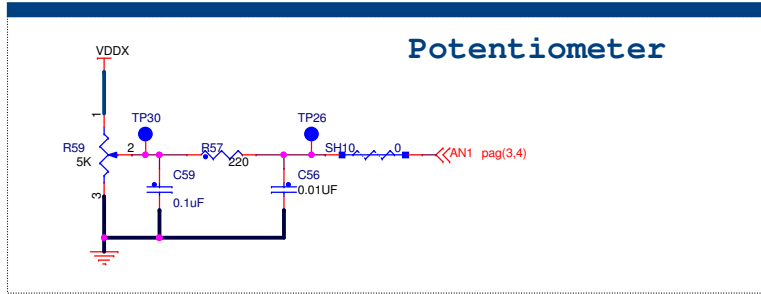 Potentiometer
VDDX
1
TP30
TP26
R59
5K
2
R57
220
SH10
0
AN1 pag(3,4)
3
C59
0.1uF
C56
0.01UF